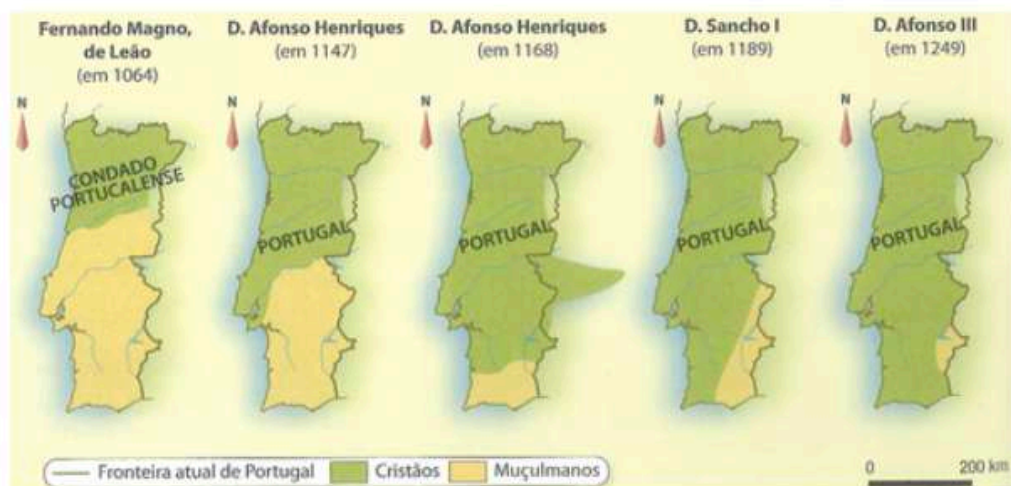 Fernando Magno,
de Leão
(em 1064)
D. Afonso Henriques
(em 1147)
D. Afonso Henriques
(em 1168)
D. Sancho I
(em 1189)
D. Afonso III
(em 1249)
N
N
N
N
N
CONDADO
PORTUCALENSE
PORTUGAL
PORTUGAL
PORTUGAL
PORTUGAL
Fronteira atual de Portugal
Cristãos
Muçulmanos
0 200 km